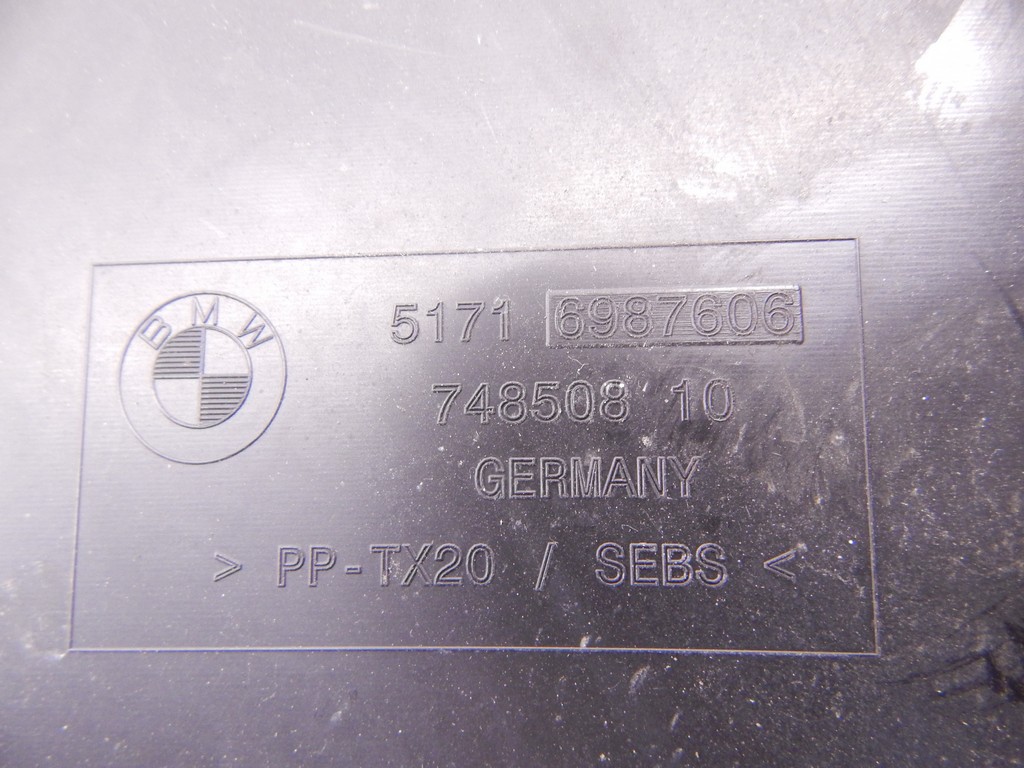 BMW
5171 6987606
748508 10
GERMANY
> PP-TX20 / SEBS <